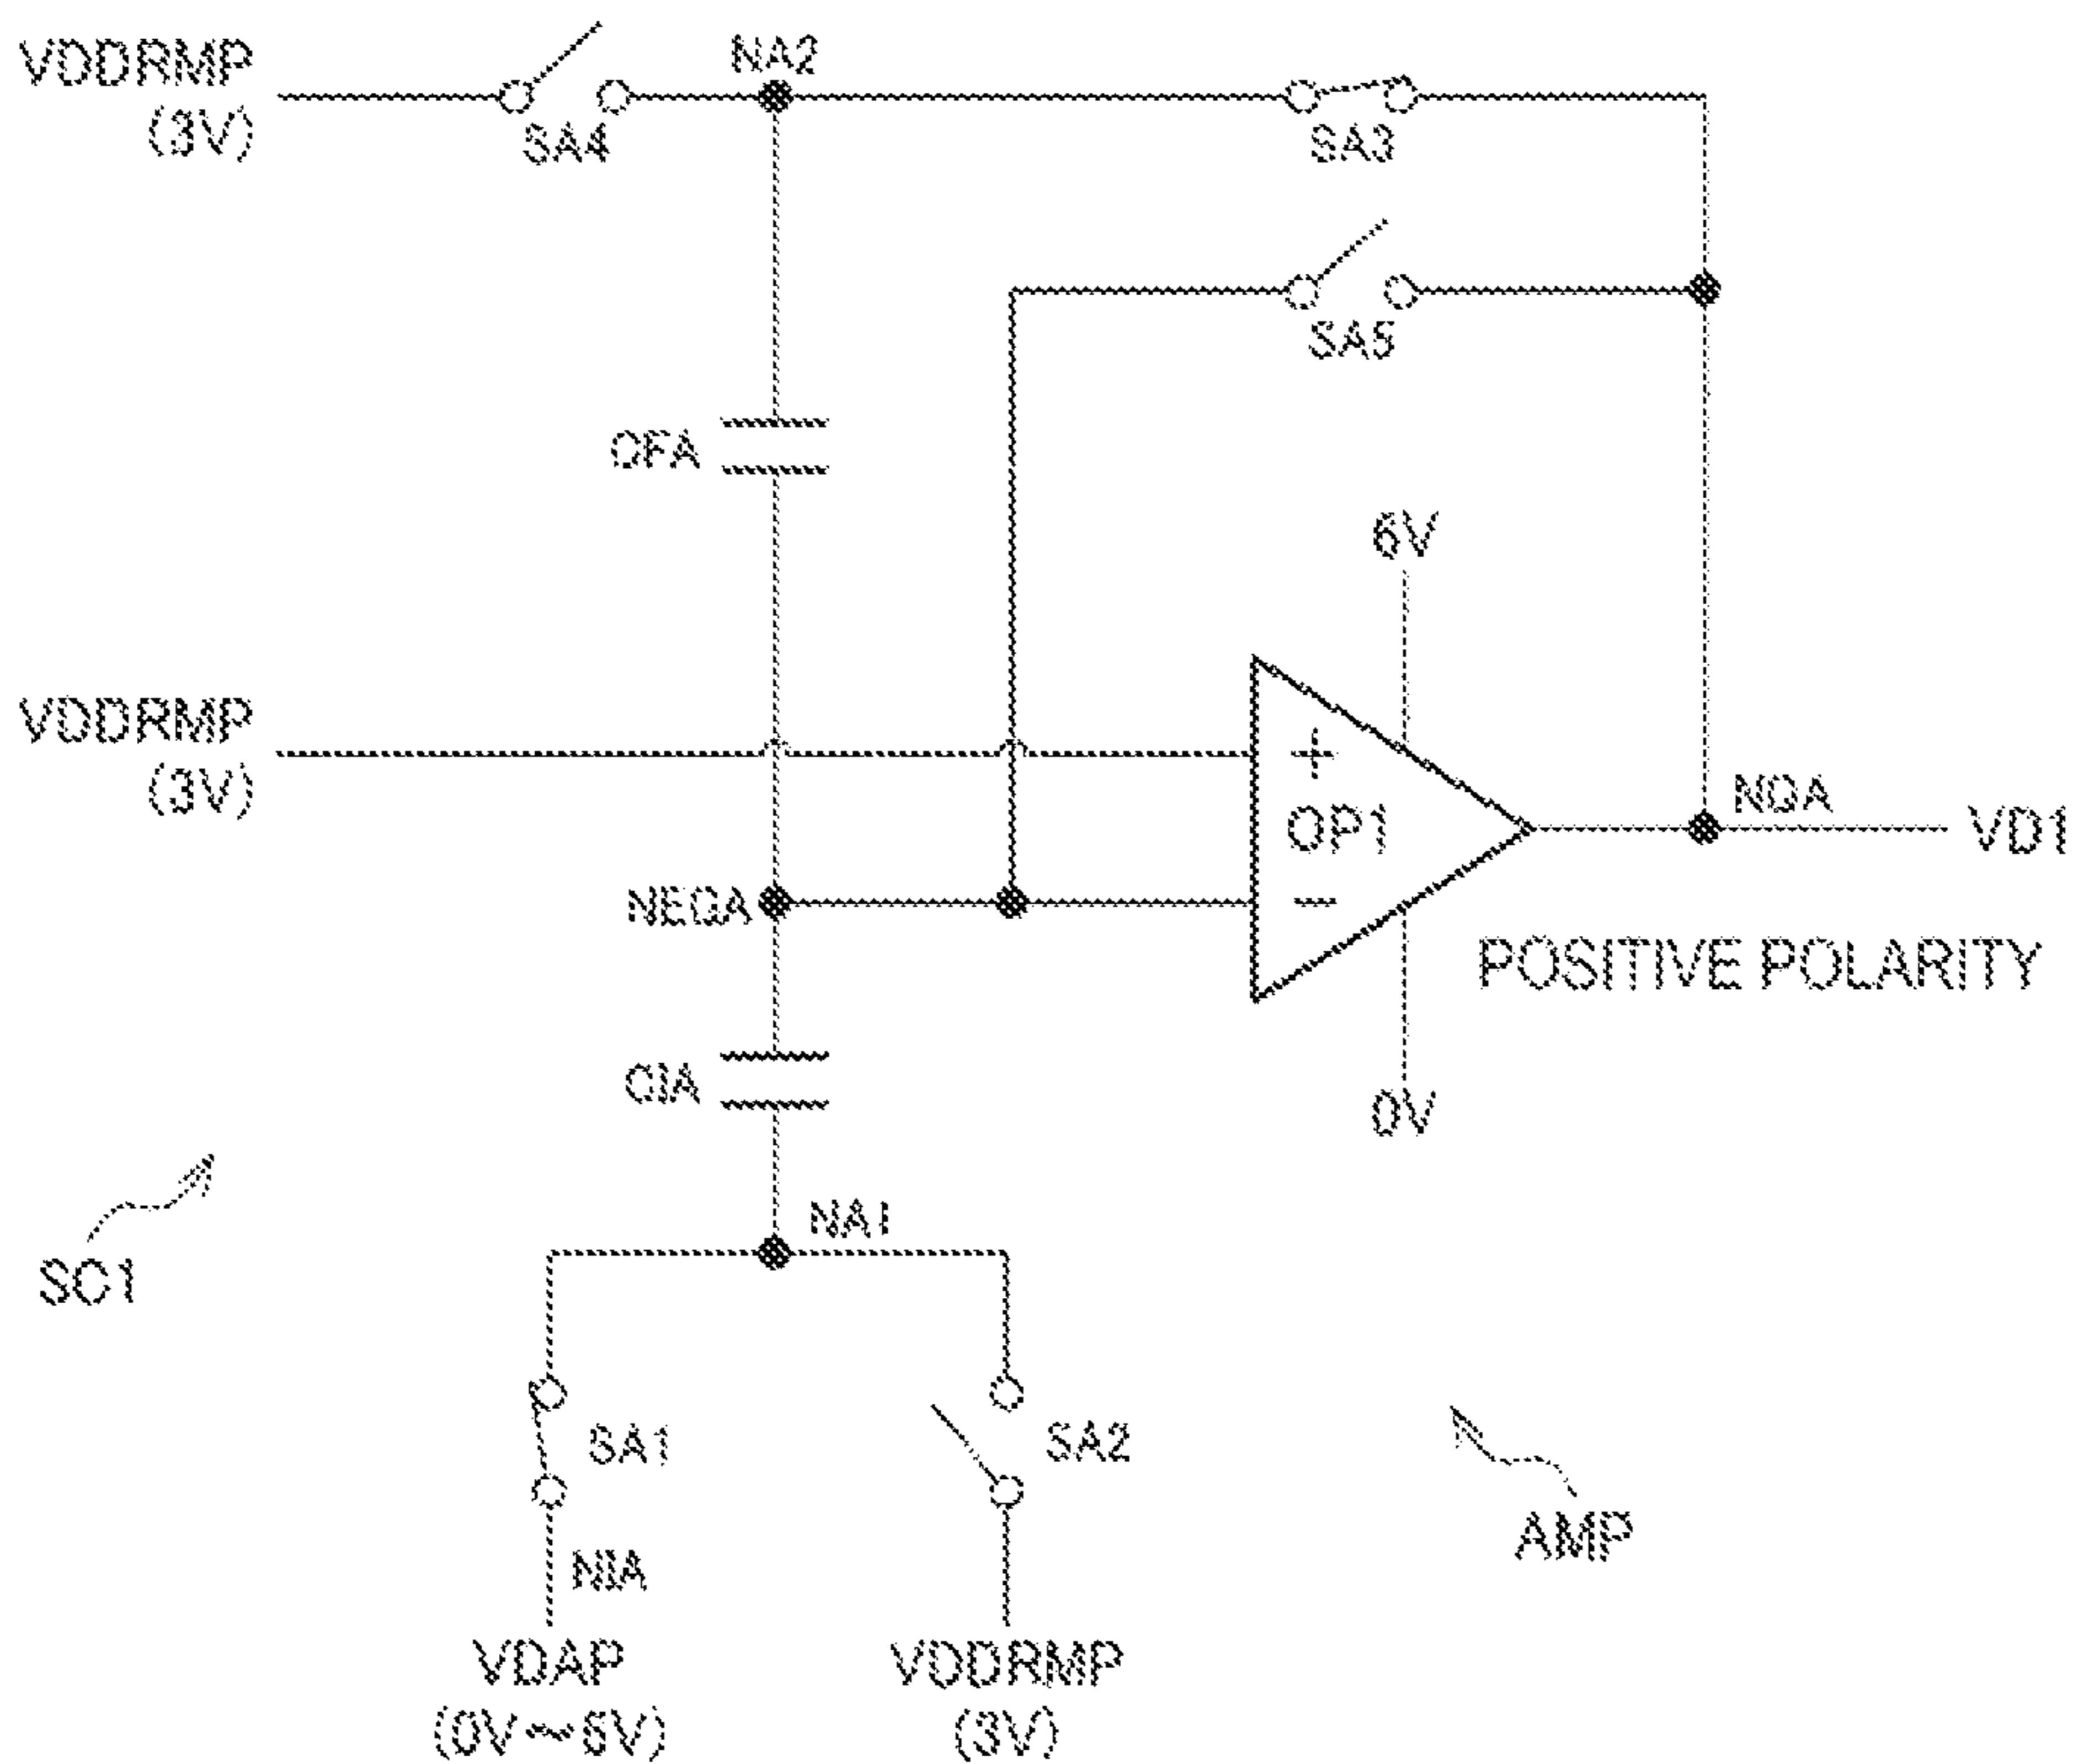 VDDRMP
(3V)
SA4
NA2
SA3
SA5
CFA
6V
VDDRMP
(3V)
+
OP1
−
NQA
VD1
NEGA
POSITIVE POLARITY
CIA
0V
NA1
SC1
SA1
SA2
NIA
AMP
VDAP
(0V~6V)
VDDRMP
(3V)